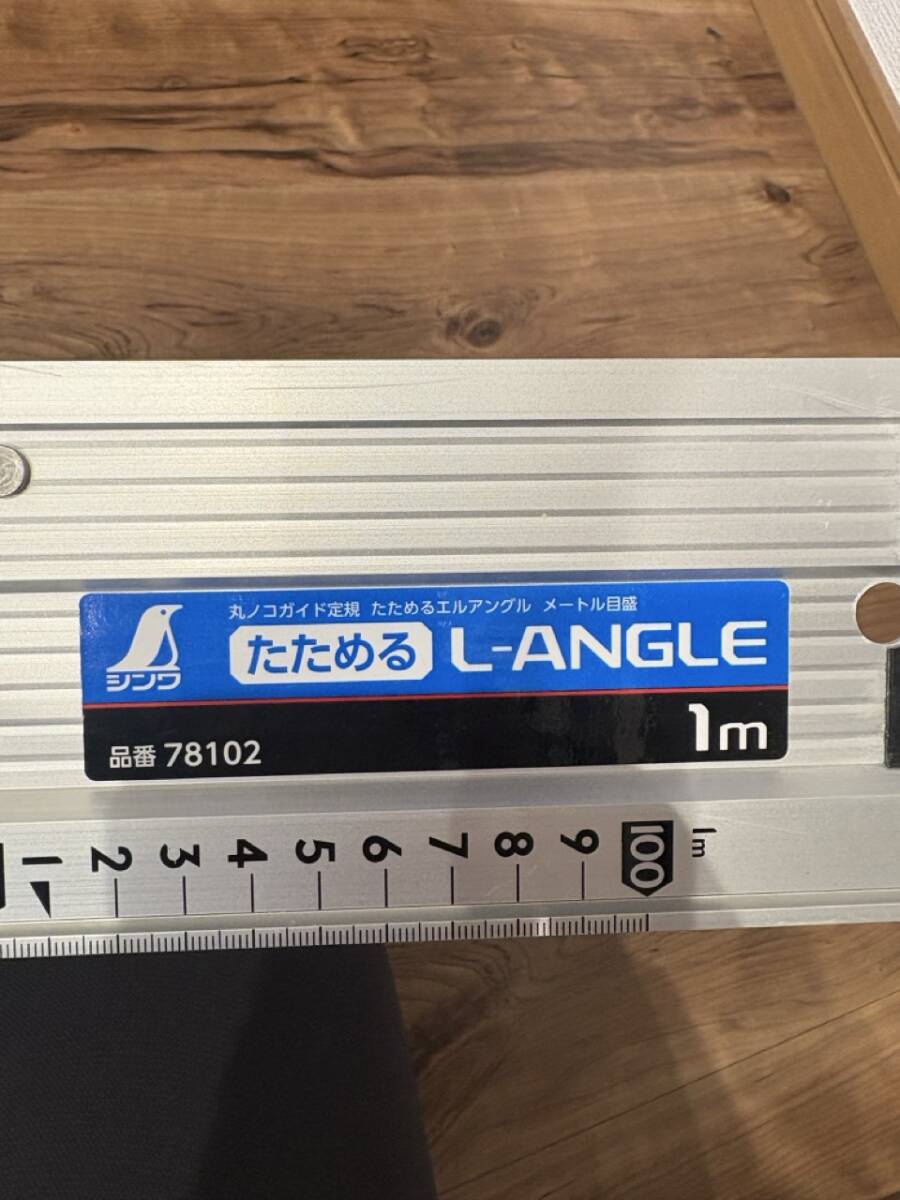 丸ノコガイド定規 たためるエルアングル メートル目盛
シンワ
たためる L-ANGLE
1m
品番 78102
1 2 3 4 5 6 7 8 9 100 1m